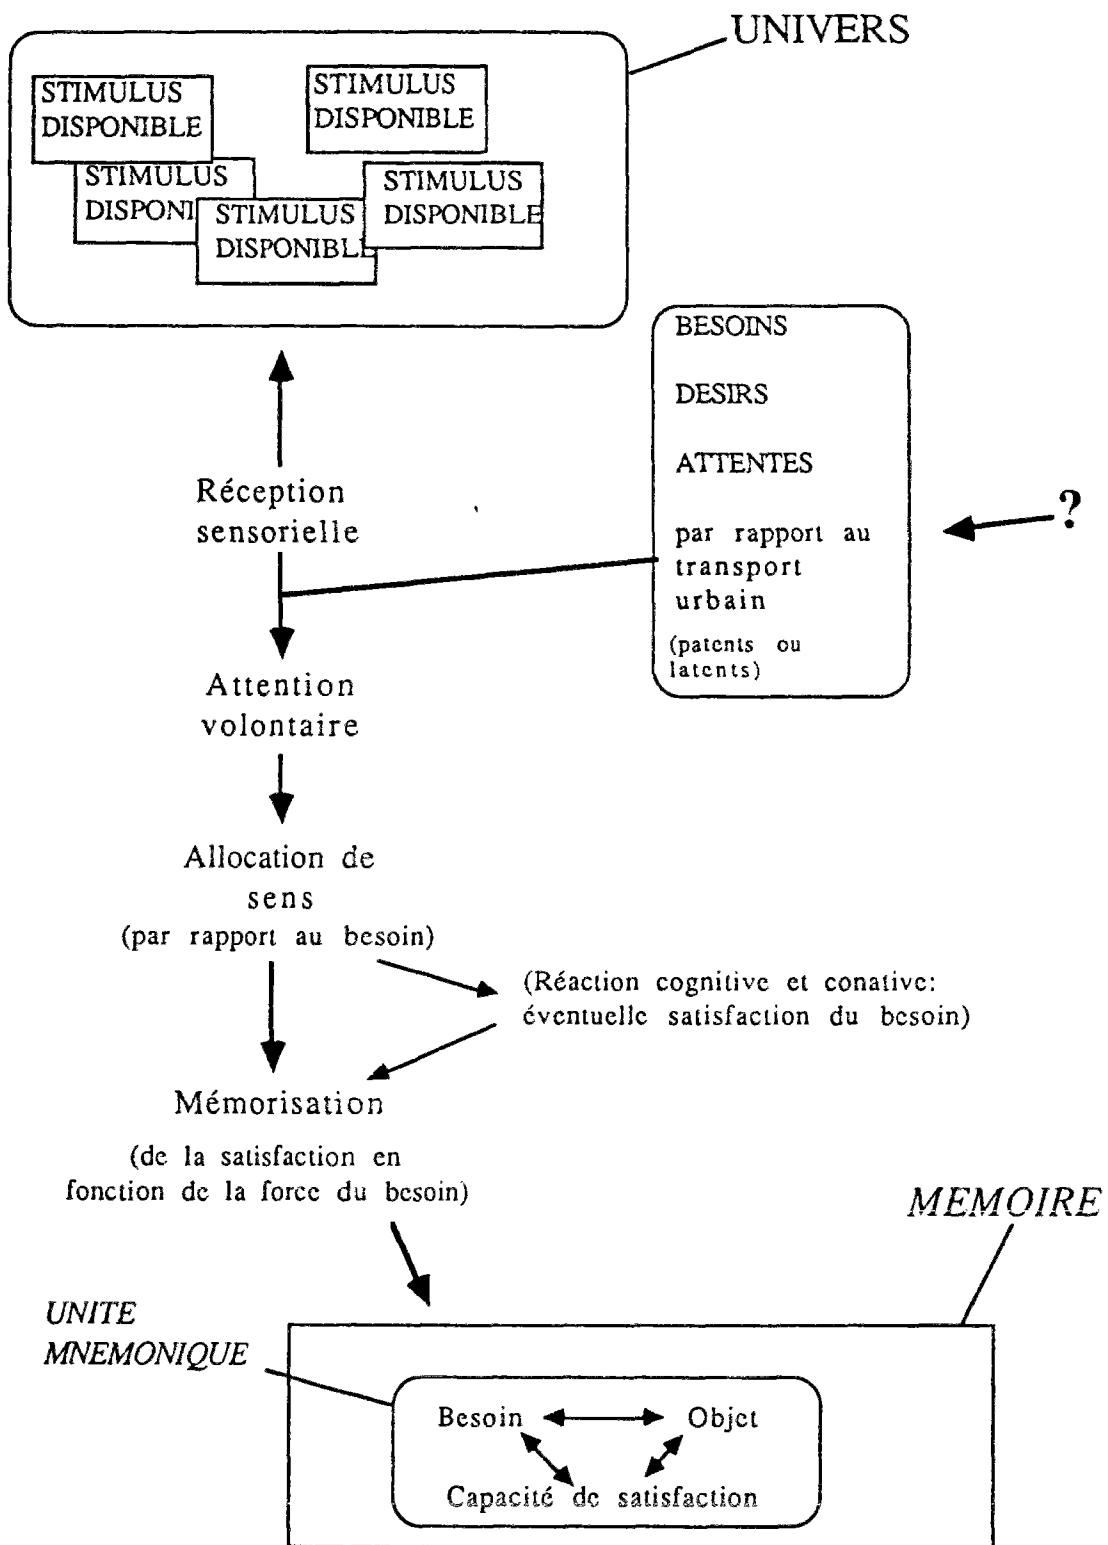 UNIVERS
STIMULUS
DISPONIBLE
STIMULUS
DISPONIBLE
STIMULUS
DISPONI
STIMULUS
DISPONIBLE
STIMULUS
DISPONIBLE
BESOINS
DESIRS
ATTENTES
par rapport au
transport
urbain
(patents ou
latents)
?
Réception
sensorielle
Attention
volontaire
Allocation de
sens
(par rapport au besoin)
(Réaction cognitive et conative:
éventuelle satisfaction du besoin)
Mémorisation
(de la satisfaction en
fonction de la force du besoin)
MEMOIRE
UNITE
MNEMONIQUE
Besoin
Objet
Capacité de satisfaction